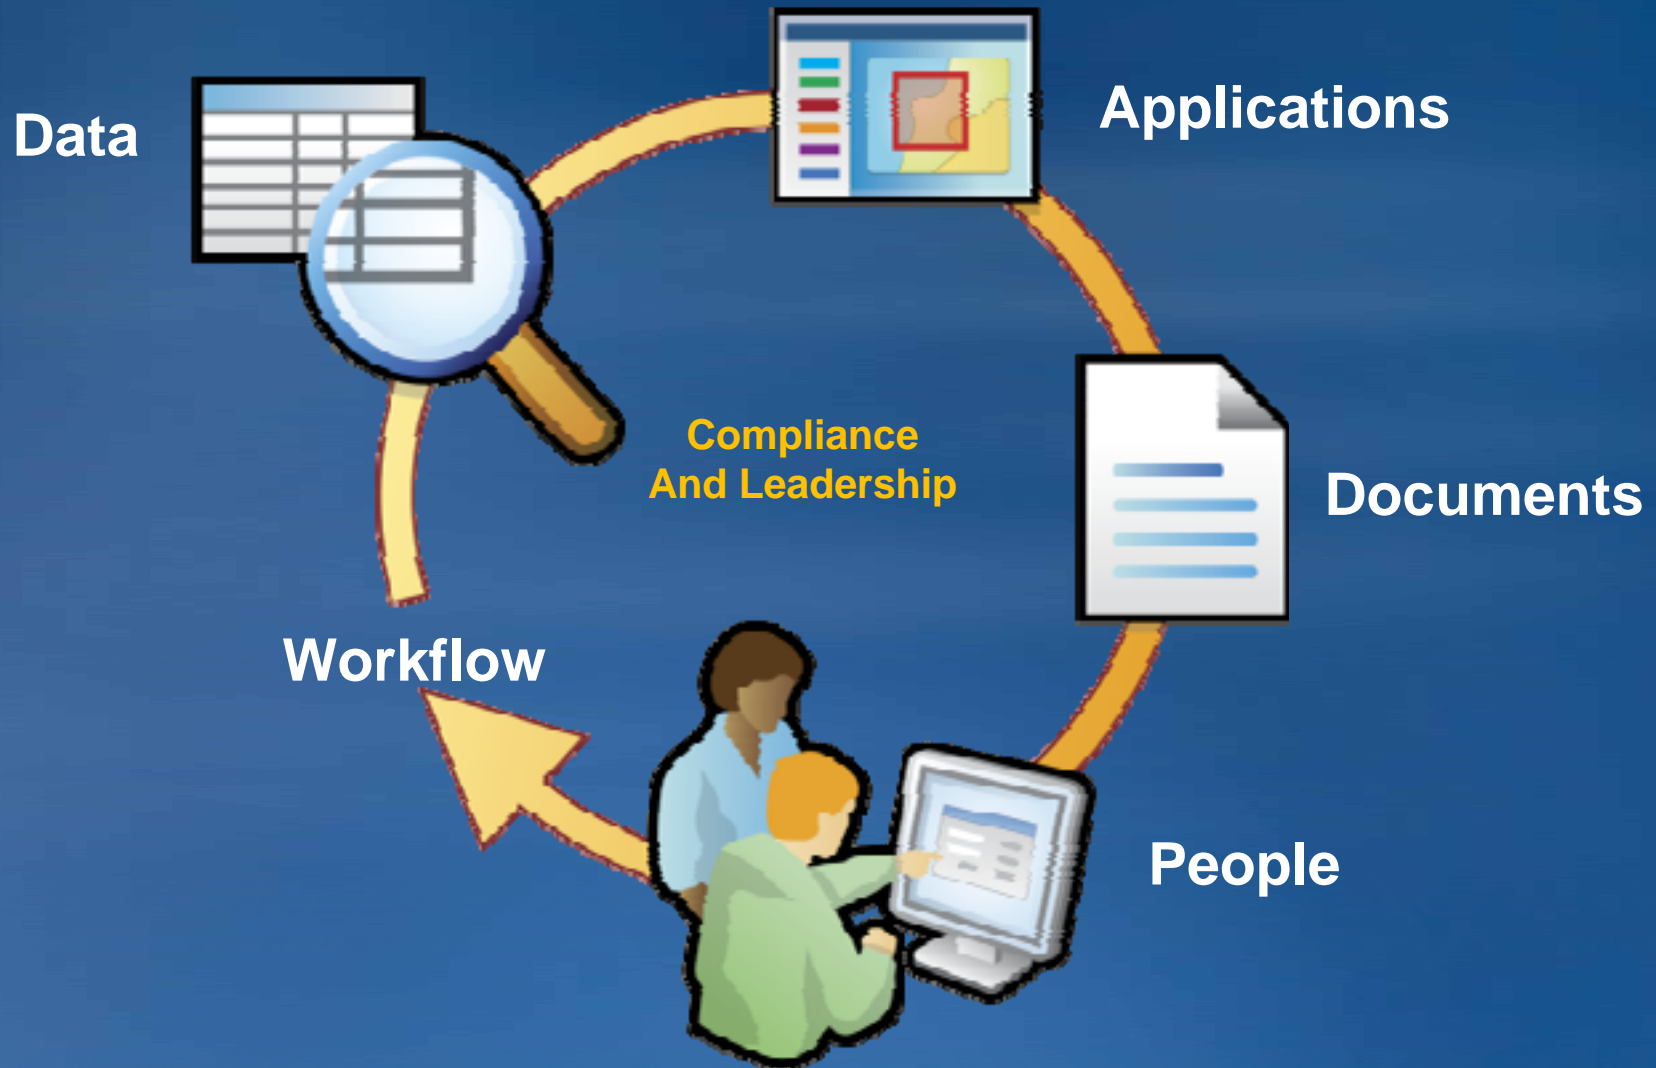 Data
Applications
Compliance
And Leadership
Documents
Workflow
People